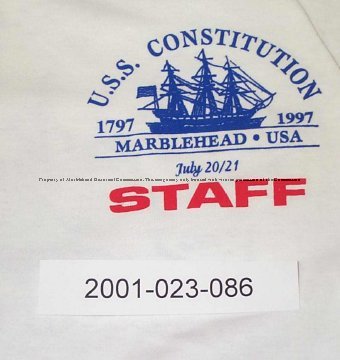 U.S.S. CONSTITUTION
1797 1997
MARBLEHEAD • USA
July 20/21
STAFF
2001-023-086